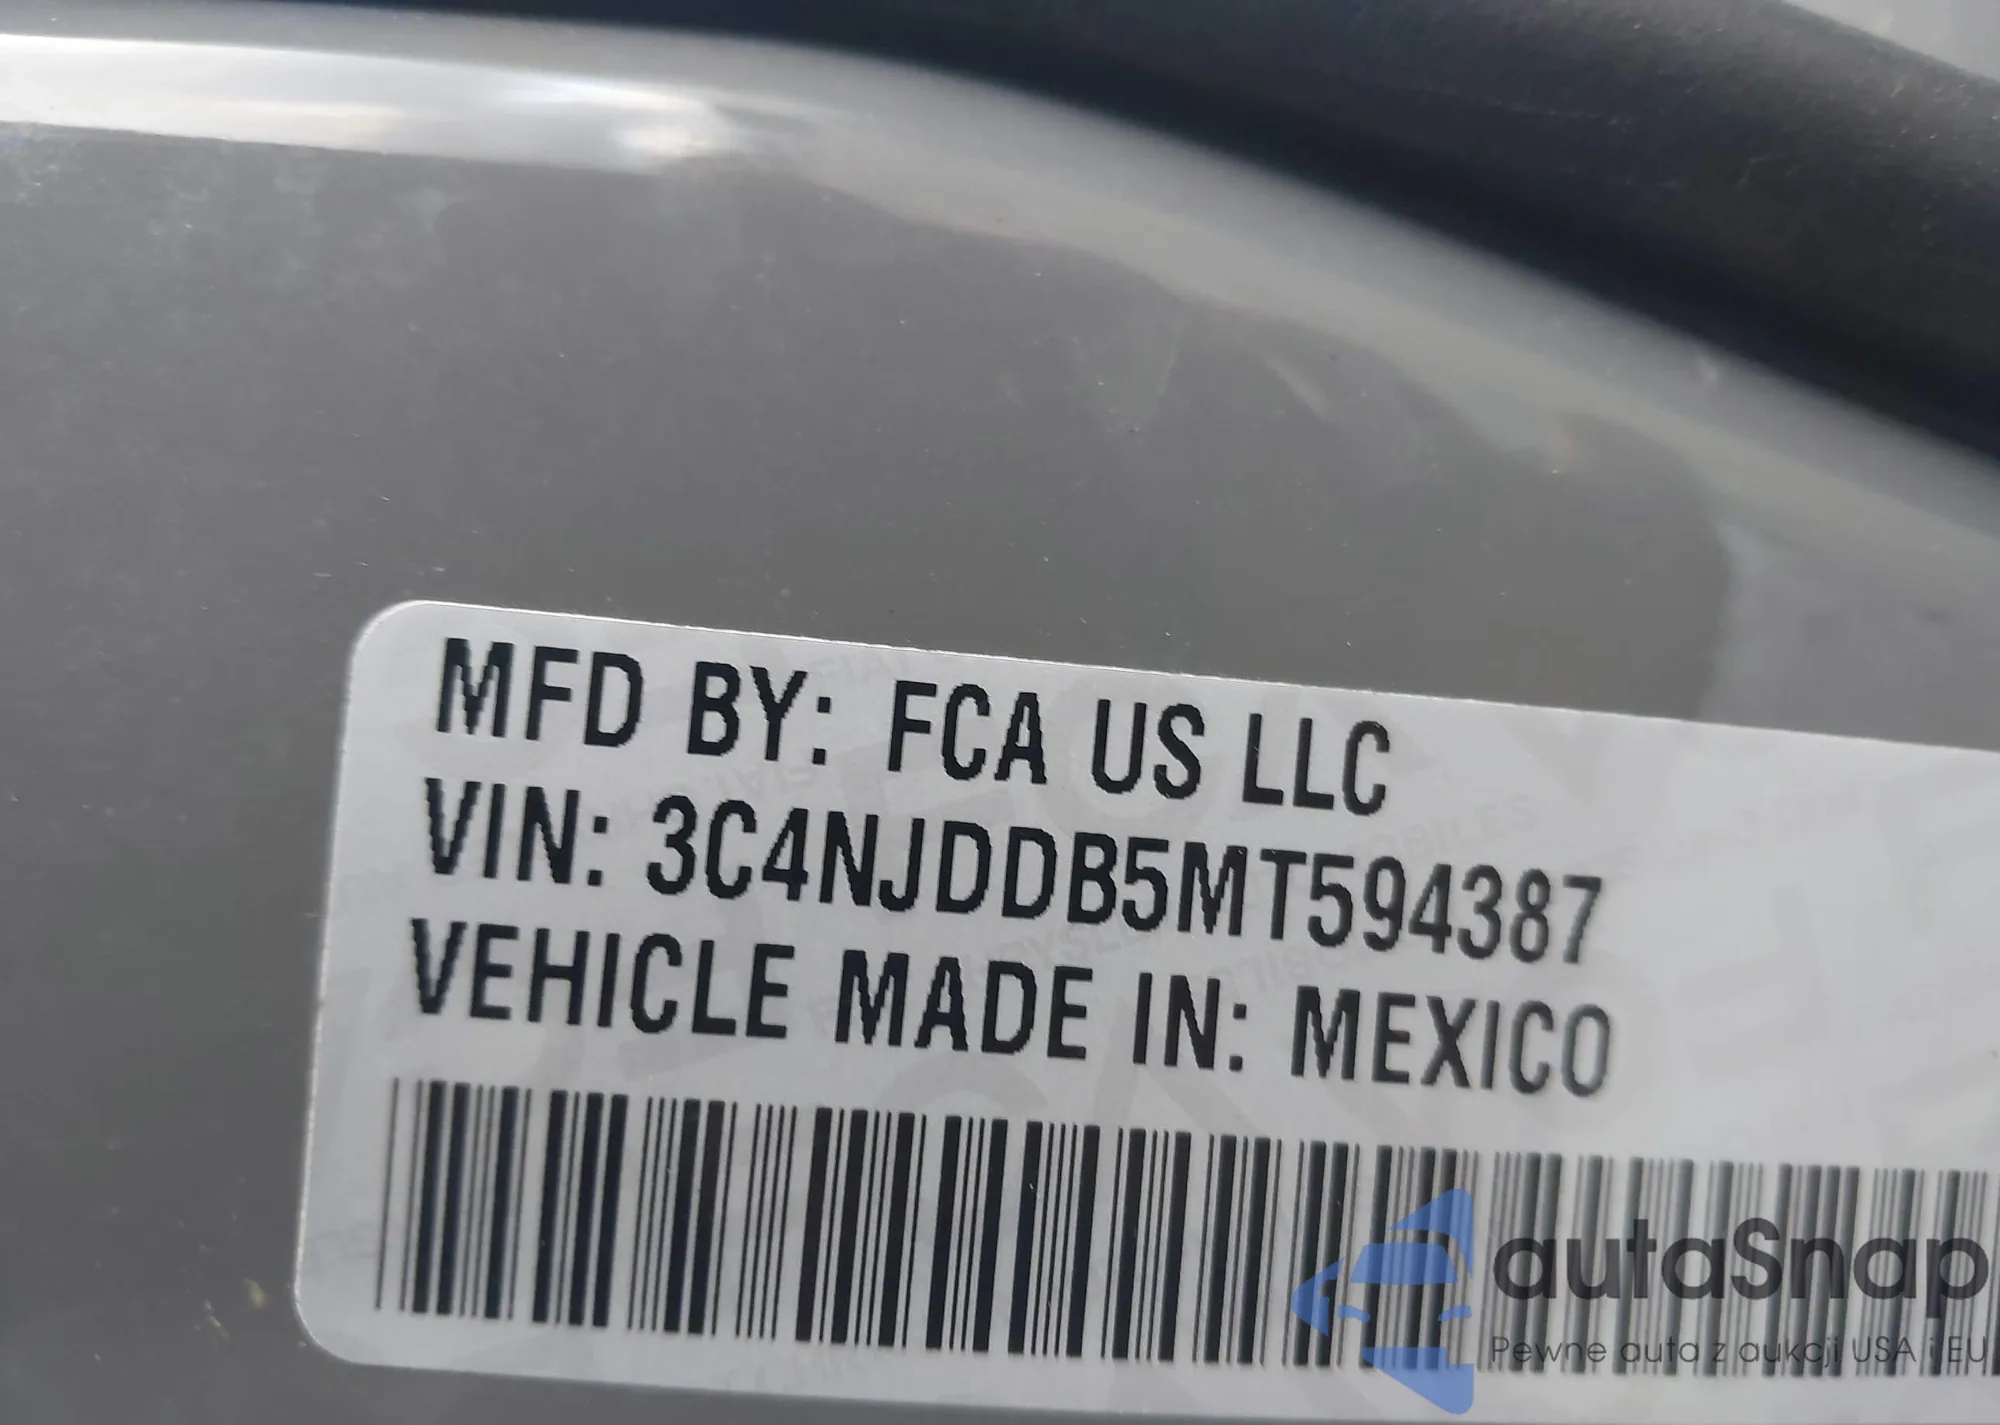 MFD BY: FCA US LLC
VIN: 3C4NJDDB5MT594387
VEHICLE MADE IN: MEXICO
autaSnap
Pewne auta z aukcji USA i EU